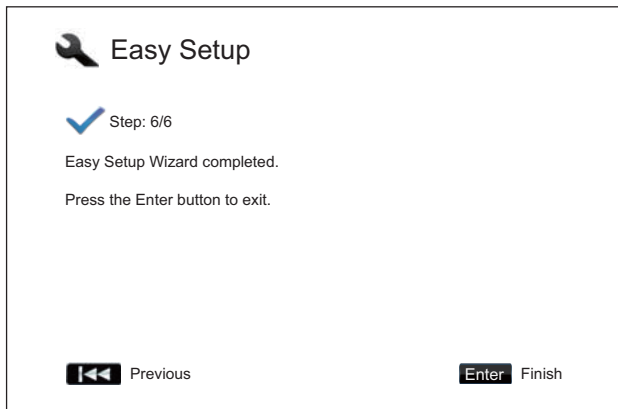 Easy Setup
Step: 6/6
Easy Setup Wizard completed.
Press the Enter button to exit.
Previous
Enter Finish